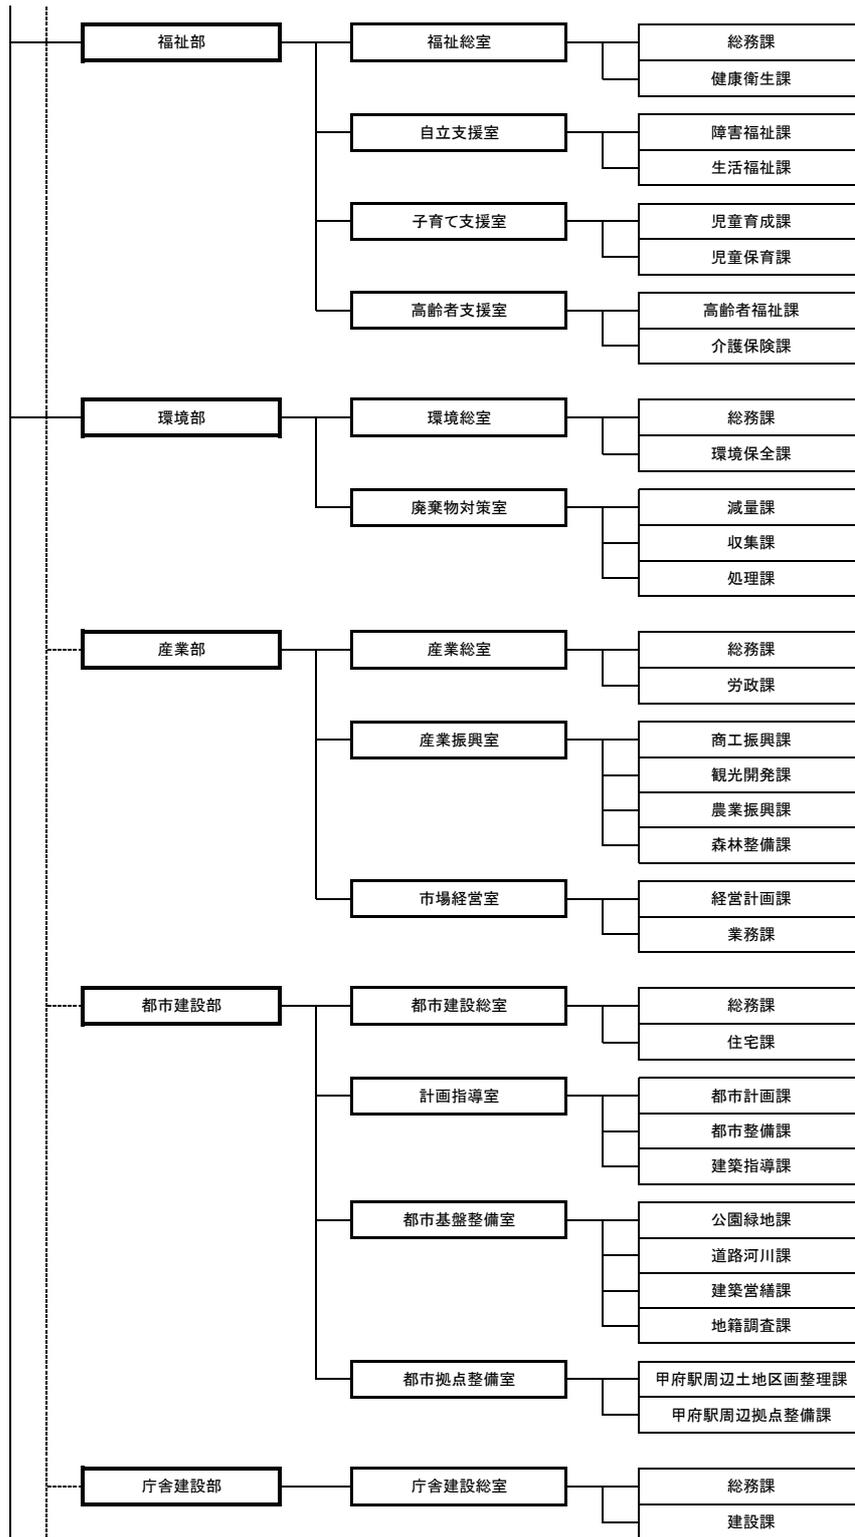 福祉部
福祉総室
総務課
健康衛生課
自立支援室
障害福祉課
生活福祉課
子育て支援室
児童育成課
児童保育課
高齢者支援室
高齢者福祉課
介護保険課
環境部
環境総室
総務課
環境保全課
廃棄物対策室
減量課
収集課
処理課
産業部
産業総室
総務課
労政課
産業振興室
商工振興課
観光開発課
農業振興課
森林整備課
市場経営室
経営計画課
業務課
都市建設部
都市建設総室
総務課
住宅課
計画指導室
都市計画課
都市整備課
建築指導課
都市基盤整備室
公園緑地課
道路河川課
建築営繕課
地籍調査課
都市拠点整備室
甲府駅周辺土地区画整理課
甲府駅周辺拠点整備課
庁舎建設部
庁舎建設総室
総務課
建設課